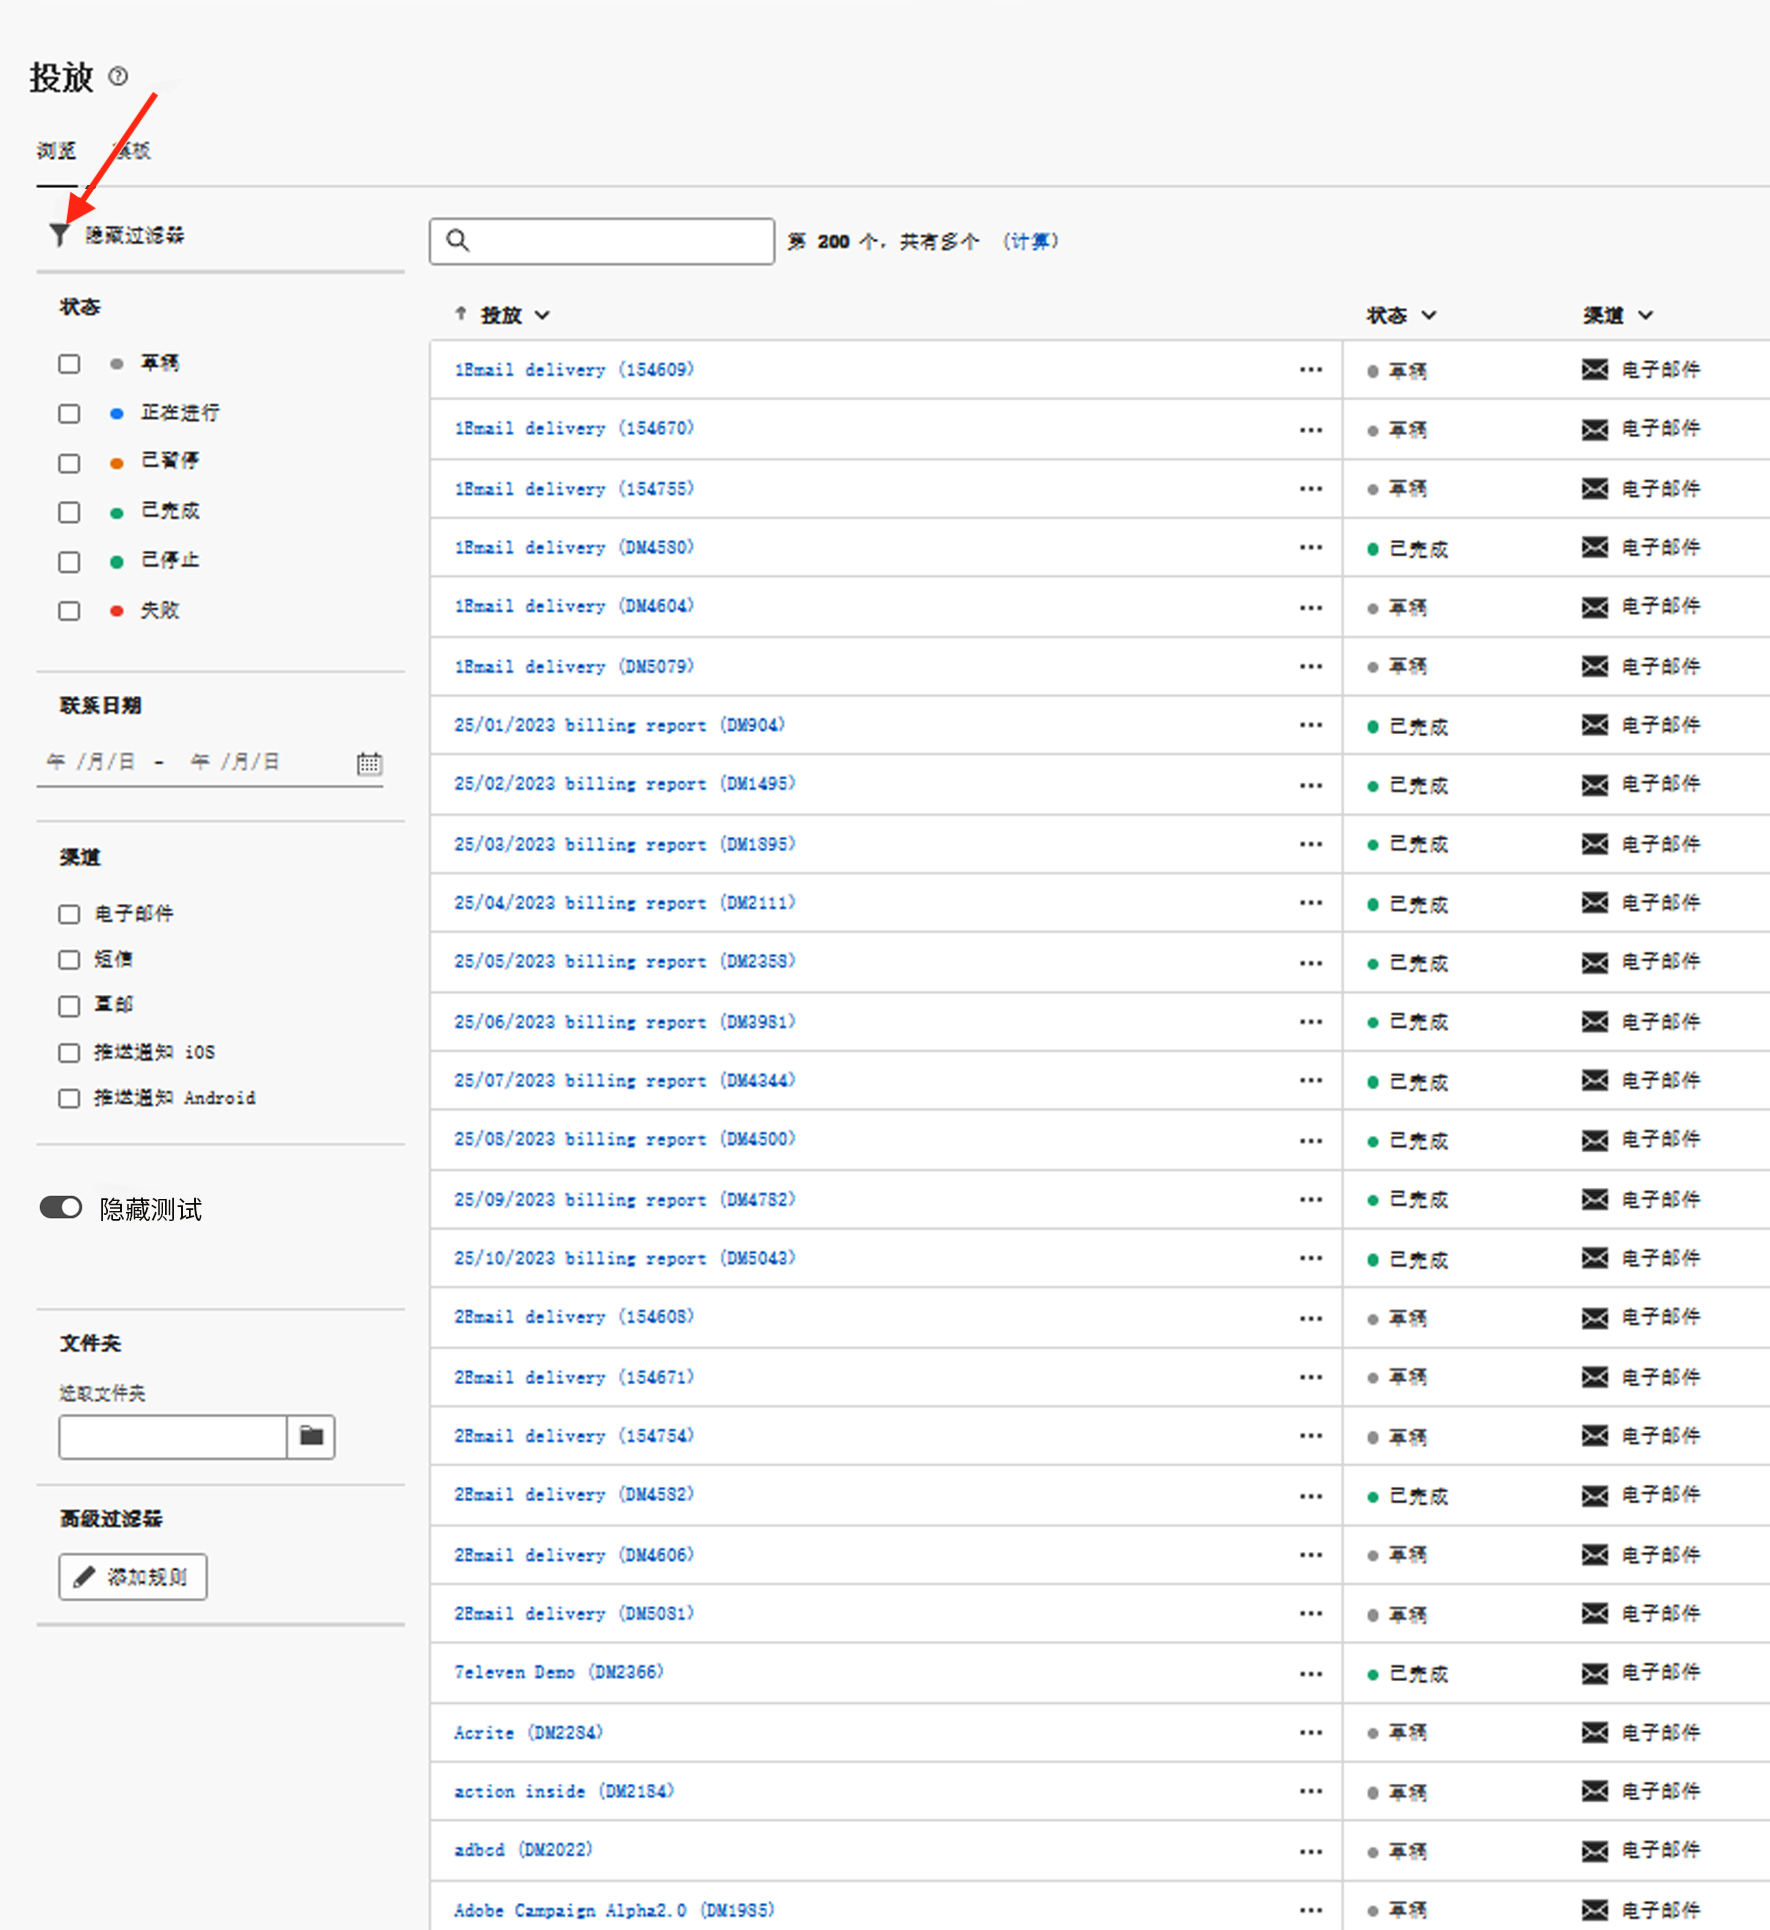 投放
浏览 模板
隐藏过滤器
状态
草稿
正在进行
已暂停
已完成
已停止
失败
联系日期
年 /月/日 - 年 /月/日
渠道
电子邮件
短信
直邮
推送通知 iOS
推送通知 Android
隐藏测试
文件夹
选取文件夹
高级过滤器
添加规则
第 200 个，共有多个 (计算)
投放 状态 渠道
1Email delivery (154609) ... 草稿 电子邮件
1Email delivery (154670) ... 草稿 电子邮件
1Email delivery (154755) ... 草稿 电子邮件
1Email delivery (DM4580) ... 已完成 电子邮件
1Email delivery (DM4604) ... 草稿 电子邮件
1Email delivery (DM5079) ... 草稿 电子邮件
25/01/2023 billing report (DM904) ... 已完成 电子邮件
25/02/2023 billing report (DM1495) ... 已完成 电子邮件
25/03/2023 billing report (DM1895) ... 已完成 电子邮件
25/04/2023 billing report (DM2111) ... 已完成 电子邮件
25/05/2023 billing report (DM2358) ... 已完成 电子邮件
25/06/2023 billing report (DM3981) ... 已完成 电子邮件
25/07/2023 billing report (DM4344) ... 已完成 电子邮件
25/08/2023 billing report (DM4500) ... 已完成 电子邮件
25/09/2023 billing report (DM4782) ... 已完成 电子邮件
25/10/2023 billing report (DM5043) ... 已完成 电子邮件
2Email delivery (154608) ... 草稿 电子邮件
2Email delivery (154671) ... 草稿 电子邮件
2Email delivery (154754) ... 草稿 电子邮件
2Email delivery (DM4582) ... 已完成 电子邮件
2Email delivery (DM4606) ... 草稿 电子邮件
2Email delivery (DM5081) ... 草稿 电子邮件
7eleven Demo (DM2366) ... 已完成 电子邮件
Acrite (DM2284) ... 草稿 电子邮件
action inside (DM2184) ... 草稿 电子邮件
adbcd (DM2022) ... 草稿 电子邮件
Adobe Campaign Alpha2.0 (DM1985) ... 草稿 电子邮件